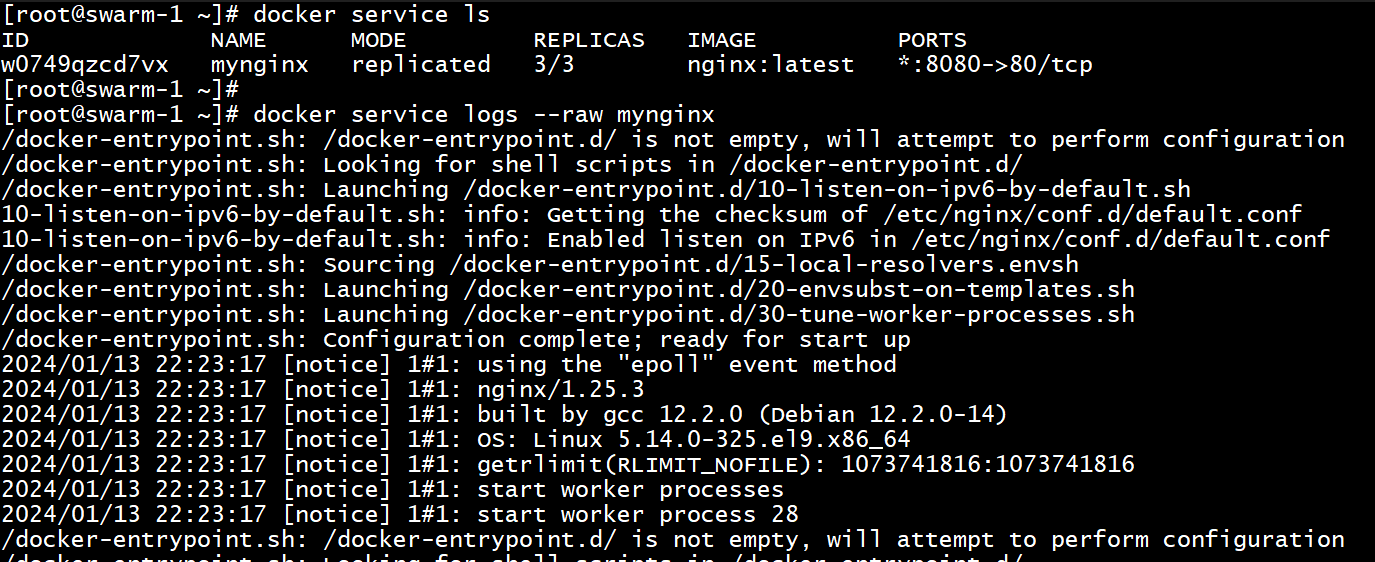 [root@swarm-1 ~]# docker service ls
ID             NAME      MODE         REPLICAS   IMAGE          PORTS
w0749qzcd7vx   mynginx   replicated   3/3        nginx:latest   *:8080->80/tcp
[root@swarm-1 ~]#
[root@swarm-1 ~]# docker service logs --raw mynginx
/docker-entrypoint.sh: /docker-entrypoint.d/ is not empty, will attempt to perform configuration
/docker-entrypoint.sh: Looking for shell scripts in /docker-entrypoint.d/
/docker-entrypoint.sh: Launching /docker-entrypoint.d/10-listen-on-ipv6-by-default.sh
10-listen-on-ipv6-by-default.sh: info: Getting the checksum of /etc/nginx/conf.d/default.conf
10-listen-on-ipv6-by-default.sh: info: Enabled listen on IPv6 in /etc/nginx/conf.d/default.conf
/docker-entrypoint.sh: Sourcing /docker-entrypoint.d/15-local-resolvers.envsh
/docker-entrypoint.sh: Launching /docker-entrypoint.d/20-envsubst-on-templates.sh
/docker-entrypoint.sh: Launching /docker-entrypoint.d/30-tune-worker-processes.sh
/docker-entrypoint.sh: Configuration complete; ready for start up
2024/01/13 22:23:17 [notice] 1#1: using the "epoll" event method
2024/01/13 22:23:17 [notice] 1#1: nginx/1.25.3
2024/01/13 22:23:17 [notice] 1#1: built by gcc 12.2.0 (Debian 12.2.0-14)
2024/01/13 22:23:17 [notice] 1#1: OS: Linux 5.14.0-325.el9.x86_64
2024/01/13 22:23:17 [notice] 1#1: getrlimit(RLIMIT_NOFILE): 1073741816:1073741816
2024/01/13 22:23:17 [notice] 1#1: start worker processes
2024/01/13 22:23:17 [notice] 1#1: start worker process 28
/docker-entrypoint.sh: /docker-entrypoint.d/ is not empty, will attempt to perform configuration
/docker-entrypoint.sh: Looking for shell scripts in /docker-entrypoint.d/